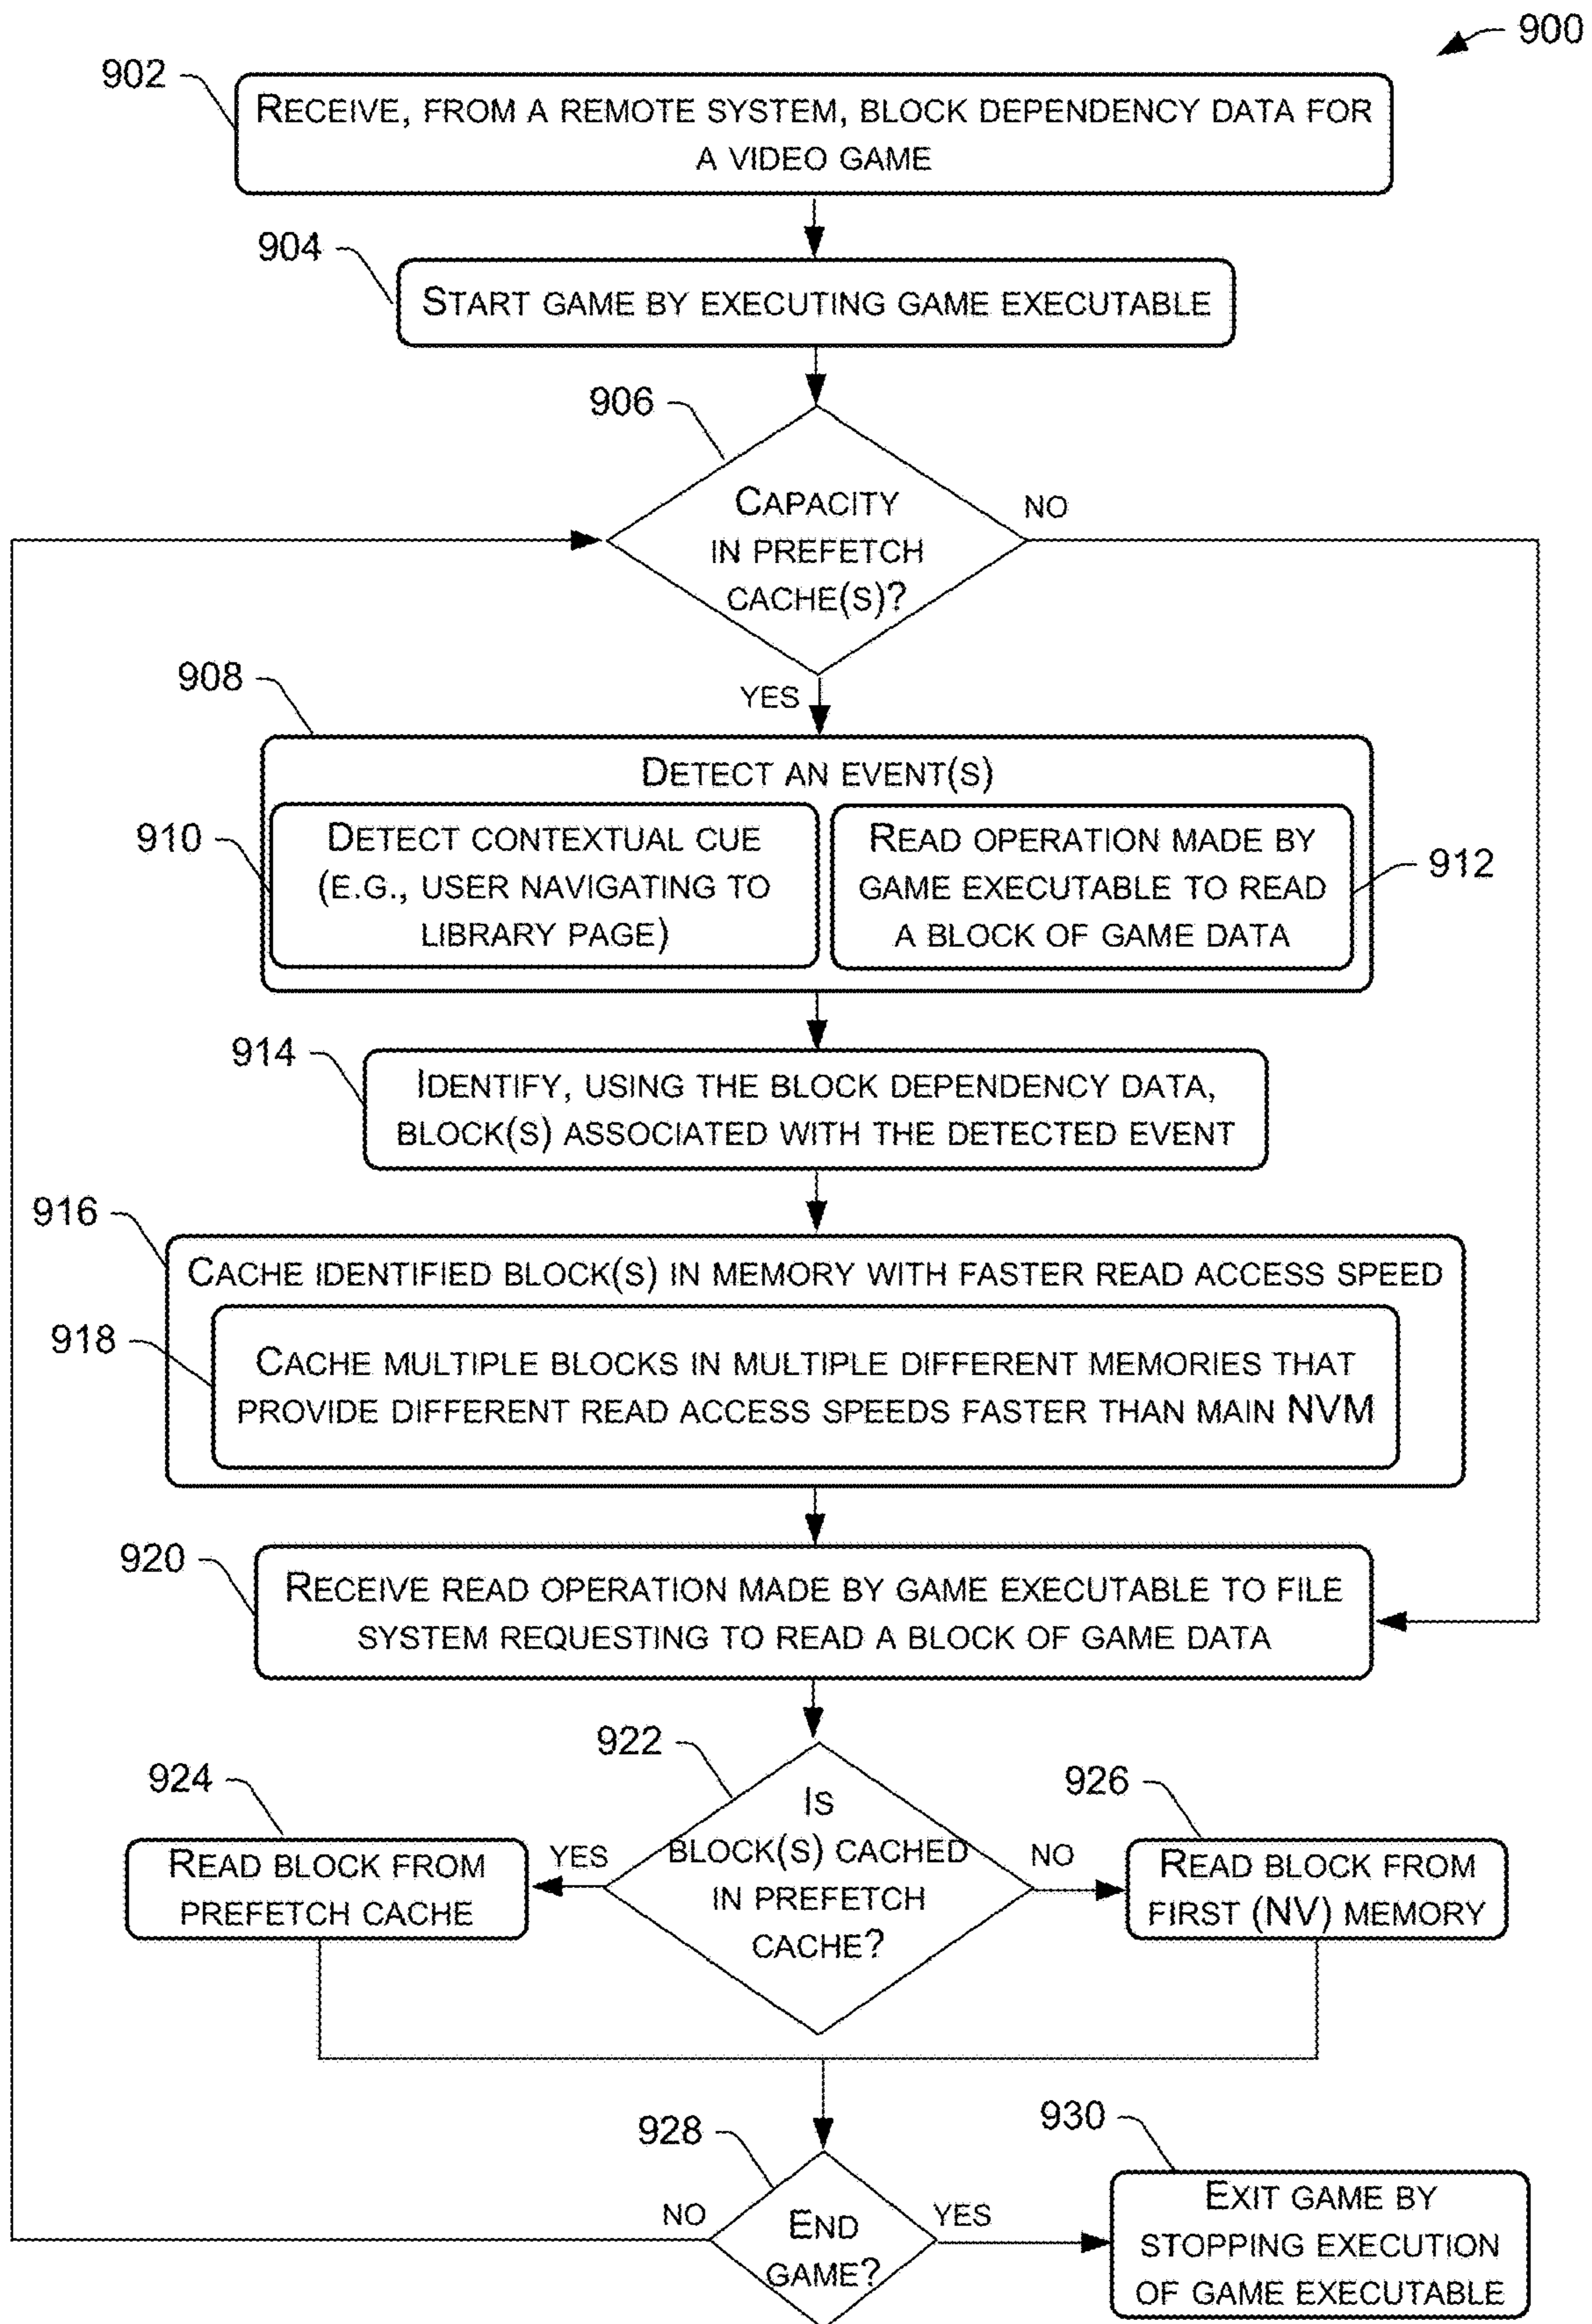 900
902
RECEIVE, FROM A REMOTE SYSTEM, BLOCK DEPENDENCY DATA FOR
A VIDEO GAME
904
START GAME BY EXECUTING GAME EXECUTABLE
906
CAPACITY
IN PREFETCH
CACHE(S)?
NO
YES
908
DETECT AN EVENT(S)
910
DETECT CONTEXTUAL CUE
(E.G., USER NAVIGATING TO
LIBRARY PAGE)
READ OPERATION MADE BY
GAME EXECUTABLE TO READ
A BLOCK OF GAME DATA
912
914
IDENTIFY, USING THE BLOCK DEPENDENCY DATA,
BLOCK(S) ASSOCIATED WITH THE DETECTED EVENT
916
CACHE IDENTIFIED BLOCK(S) IN MEMORY WITH FASTER READ ACCESS SPEED
918
CACHE MULTIPLE BLOCKS IN MULTIPLE DIFFERENT MEMORIES THAT
PROVIDE DIFFERENT READ ACCESS SPEEDS FASTER THAN MAIN NVM
920
RECEIVE READ OPERATION MADE BY GAME EXECUTABLE TO FILE
SYSTEM REQUESTING TO READ A BLOCK OF GAME DATA
922
IS
BLOCK(S) CACHED
IN PREFETCH
CACHE?
YES
NO
924
READ BLOCK FROM
PREFETCH CACHE
926
READ BLOCK FROM
FIRST (NV) MEMORY
928
END
GAME?
NO
YES
930
EXIT GAME BY
STOPPING EXECUTION
OF GAME EXECUTABLE